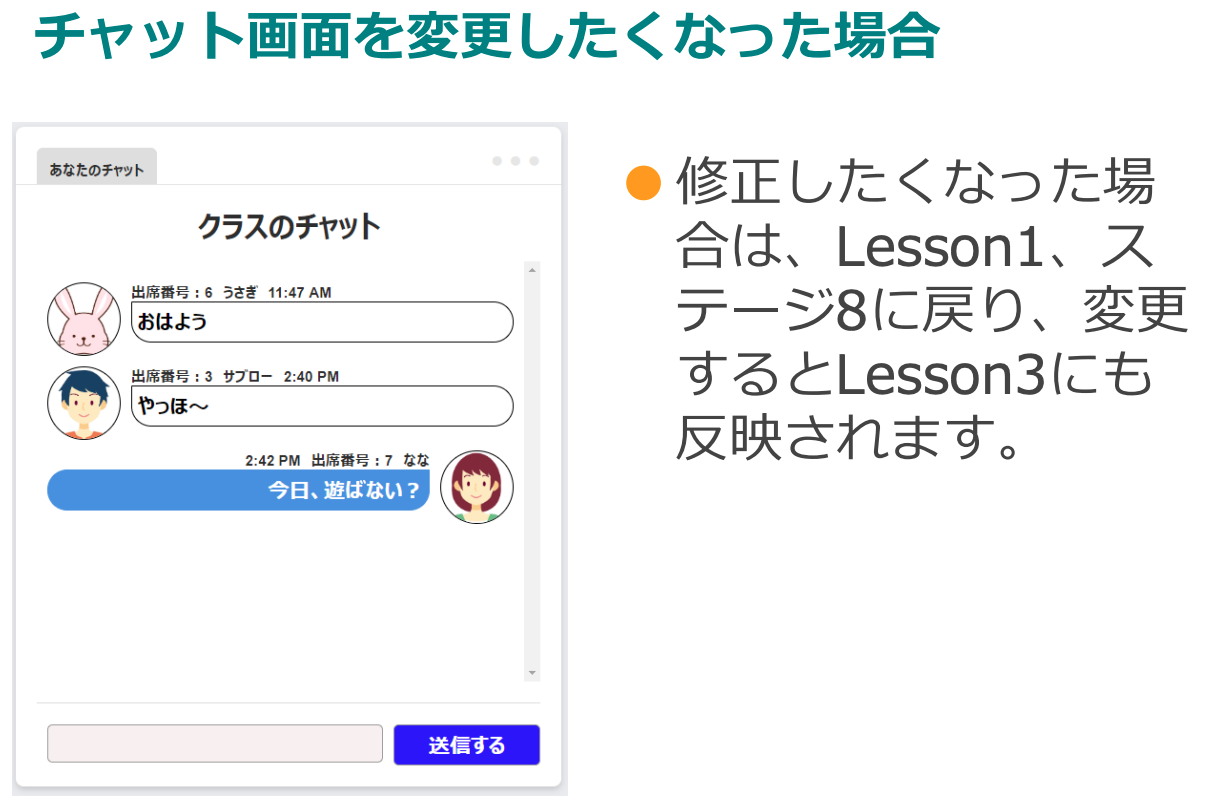 チャット画面を変更したくなった場合
あなたのチャット
クラスのチャット
出席番号：6 うさぎ 11:47 AM
おはよう
出席番号：3 サブロー 2:40 PM
やっほ～
2:42 PM 出席番号：7 なな
今日、遊ばない？
送信する
修正したくなった場
合は、Lesson1、ス
テージ8に戻り、変更
するとLesson3にも
反映されます。